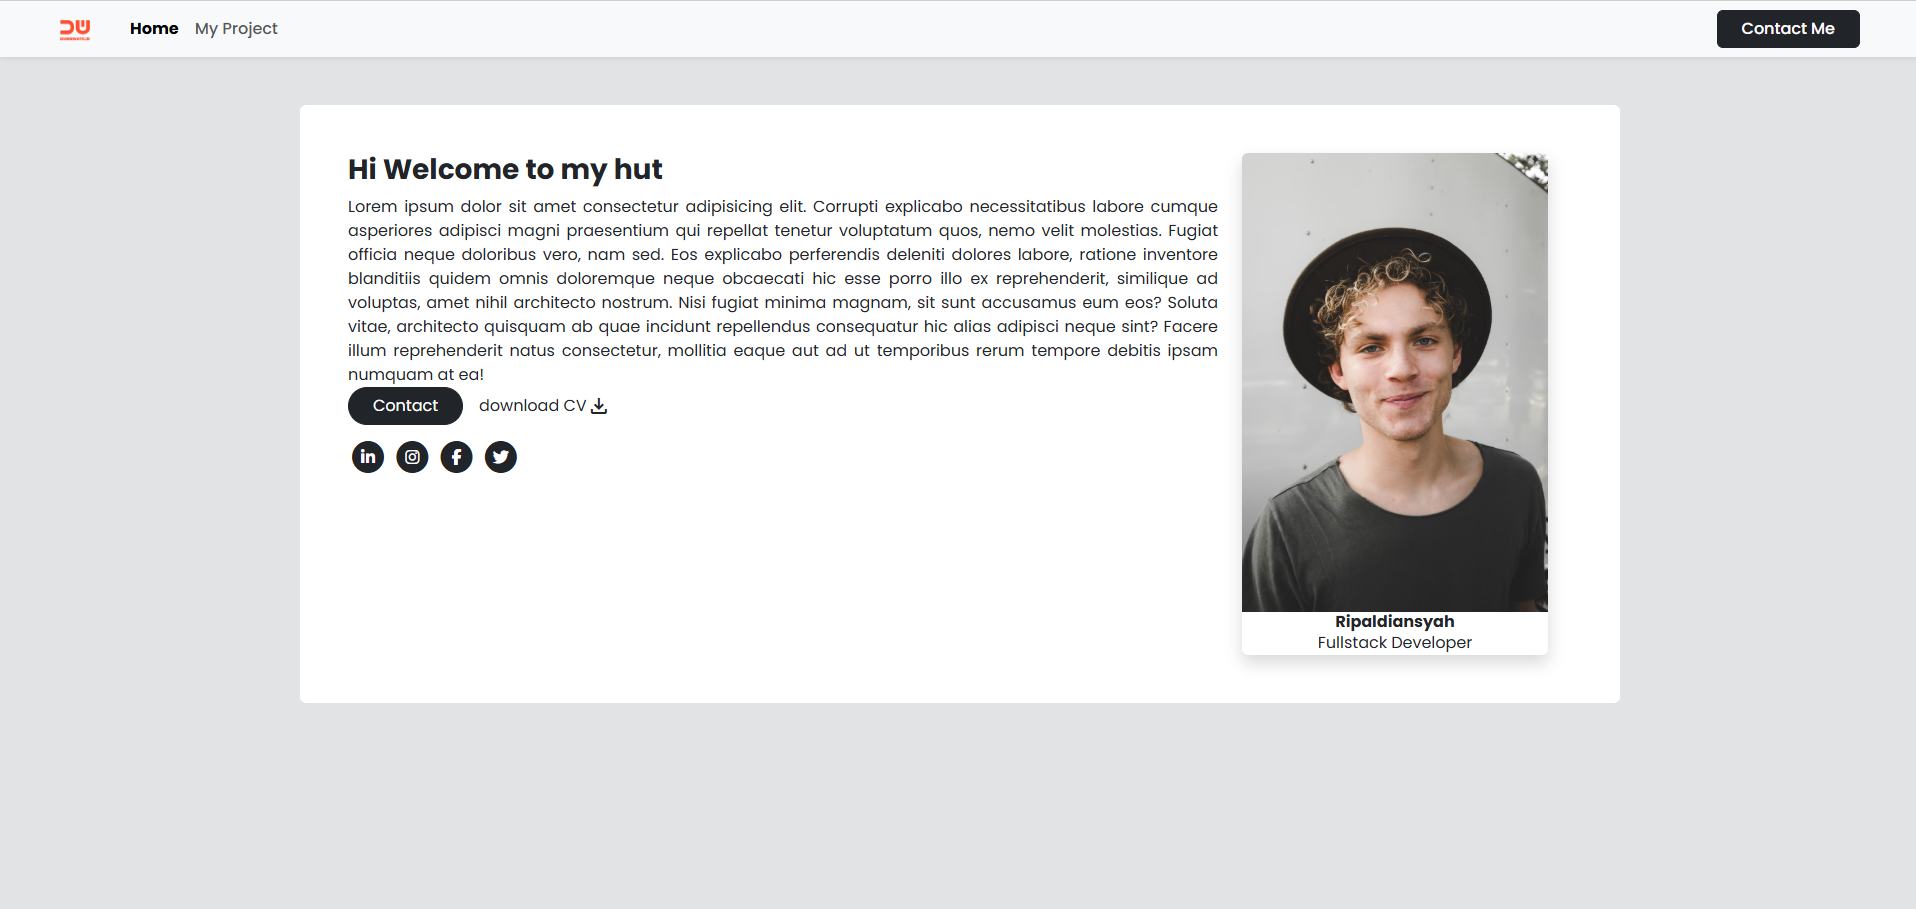 Home My Project Contact Me
Hi Welcome to my hut
Lorem ipsum dolor sit amet consectetur adipisicing elit. Corrupti explicabo necessitatibus labore cumque
asperiores adipisci magni praesentium qui repellat tenetur voluptatum quos, nemo velit molestias. Fugiat
officia neque doloribus vero, nam sed. Eos explicabo perferendis deleniti dolores labore, ratione inventore
blanditiis quidem omnis doloremque neque obcaecati hic esse porro illo ex reprehenderit, similique ad
voluptas, amet nihil architecto nostrum. Nisi fugiat minima magnam, sit sunt accusamus eum eos? Soluta
vitae, architecto quisquam ab quae incidunt repellendus consequatur hic alias adipisci neque sint? Facere
illum reprehenderit natus consectetur, mollitia eaque aut ad ut temporibus rerum tempore debitis ipsam
numquam at ea!
Contact download CV
Ripaldiansyah
Fullstack Developer